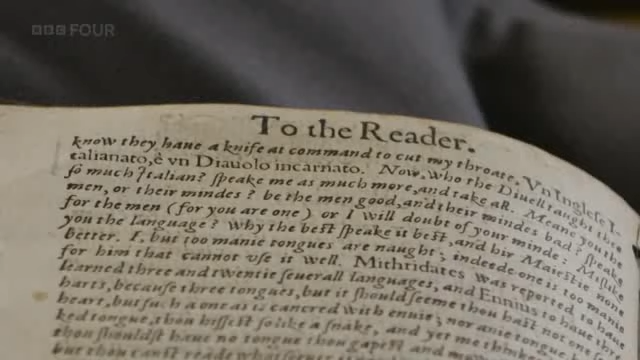 BBC FOUR
To the Reader.
know they haue a knife at command to cut my throate, Vn Inglese I-
talianato, è vn Diauolo incarnato. Now, who the Diuell taught thee
ſo much Italian? ſpeake me as much more, and take all. Meane you the
men, or their mindes? be the men good, and their mindes bad? ſpeake
for the men (for you are one) or I will doubt of your minde: Miſlike
you the language? Why the beſt ſpeake it beſt, and hir Maieſtie none
better. I, but too manie tongues are naught; indeede one is too manie
for him that cannot vſe it well. Mithridates was reported to haue
learned three and twentie ſeuerall languages, and Ennius to haue three
harts, becauſe three tongues, but it ſhould ſeeme thou haſt not one
heart, but ſuch a one as is cancred with enuie; nor anie tongue,
ked tongue, thou hiſſeſt ſo like a ſnake, and yet me thinkes
thou ſhouldſt haue no tongue thou gapeſt and
but thou canſt reade